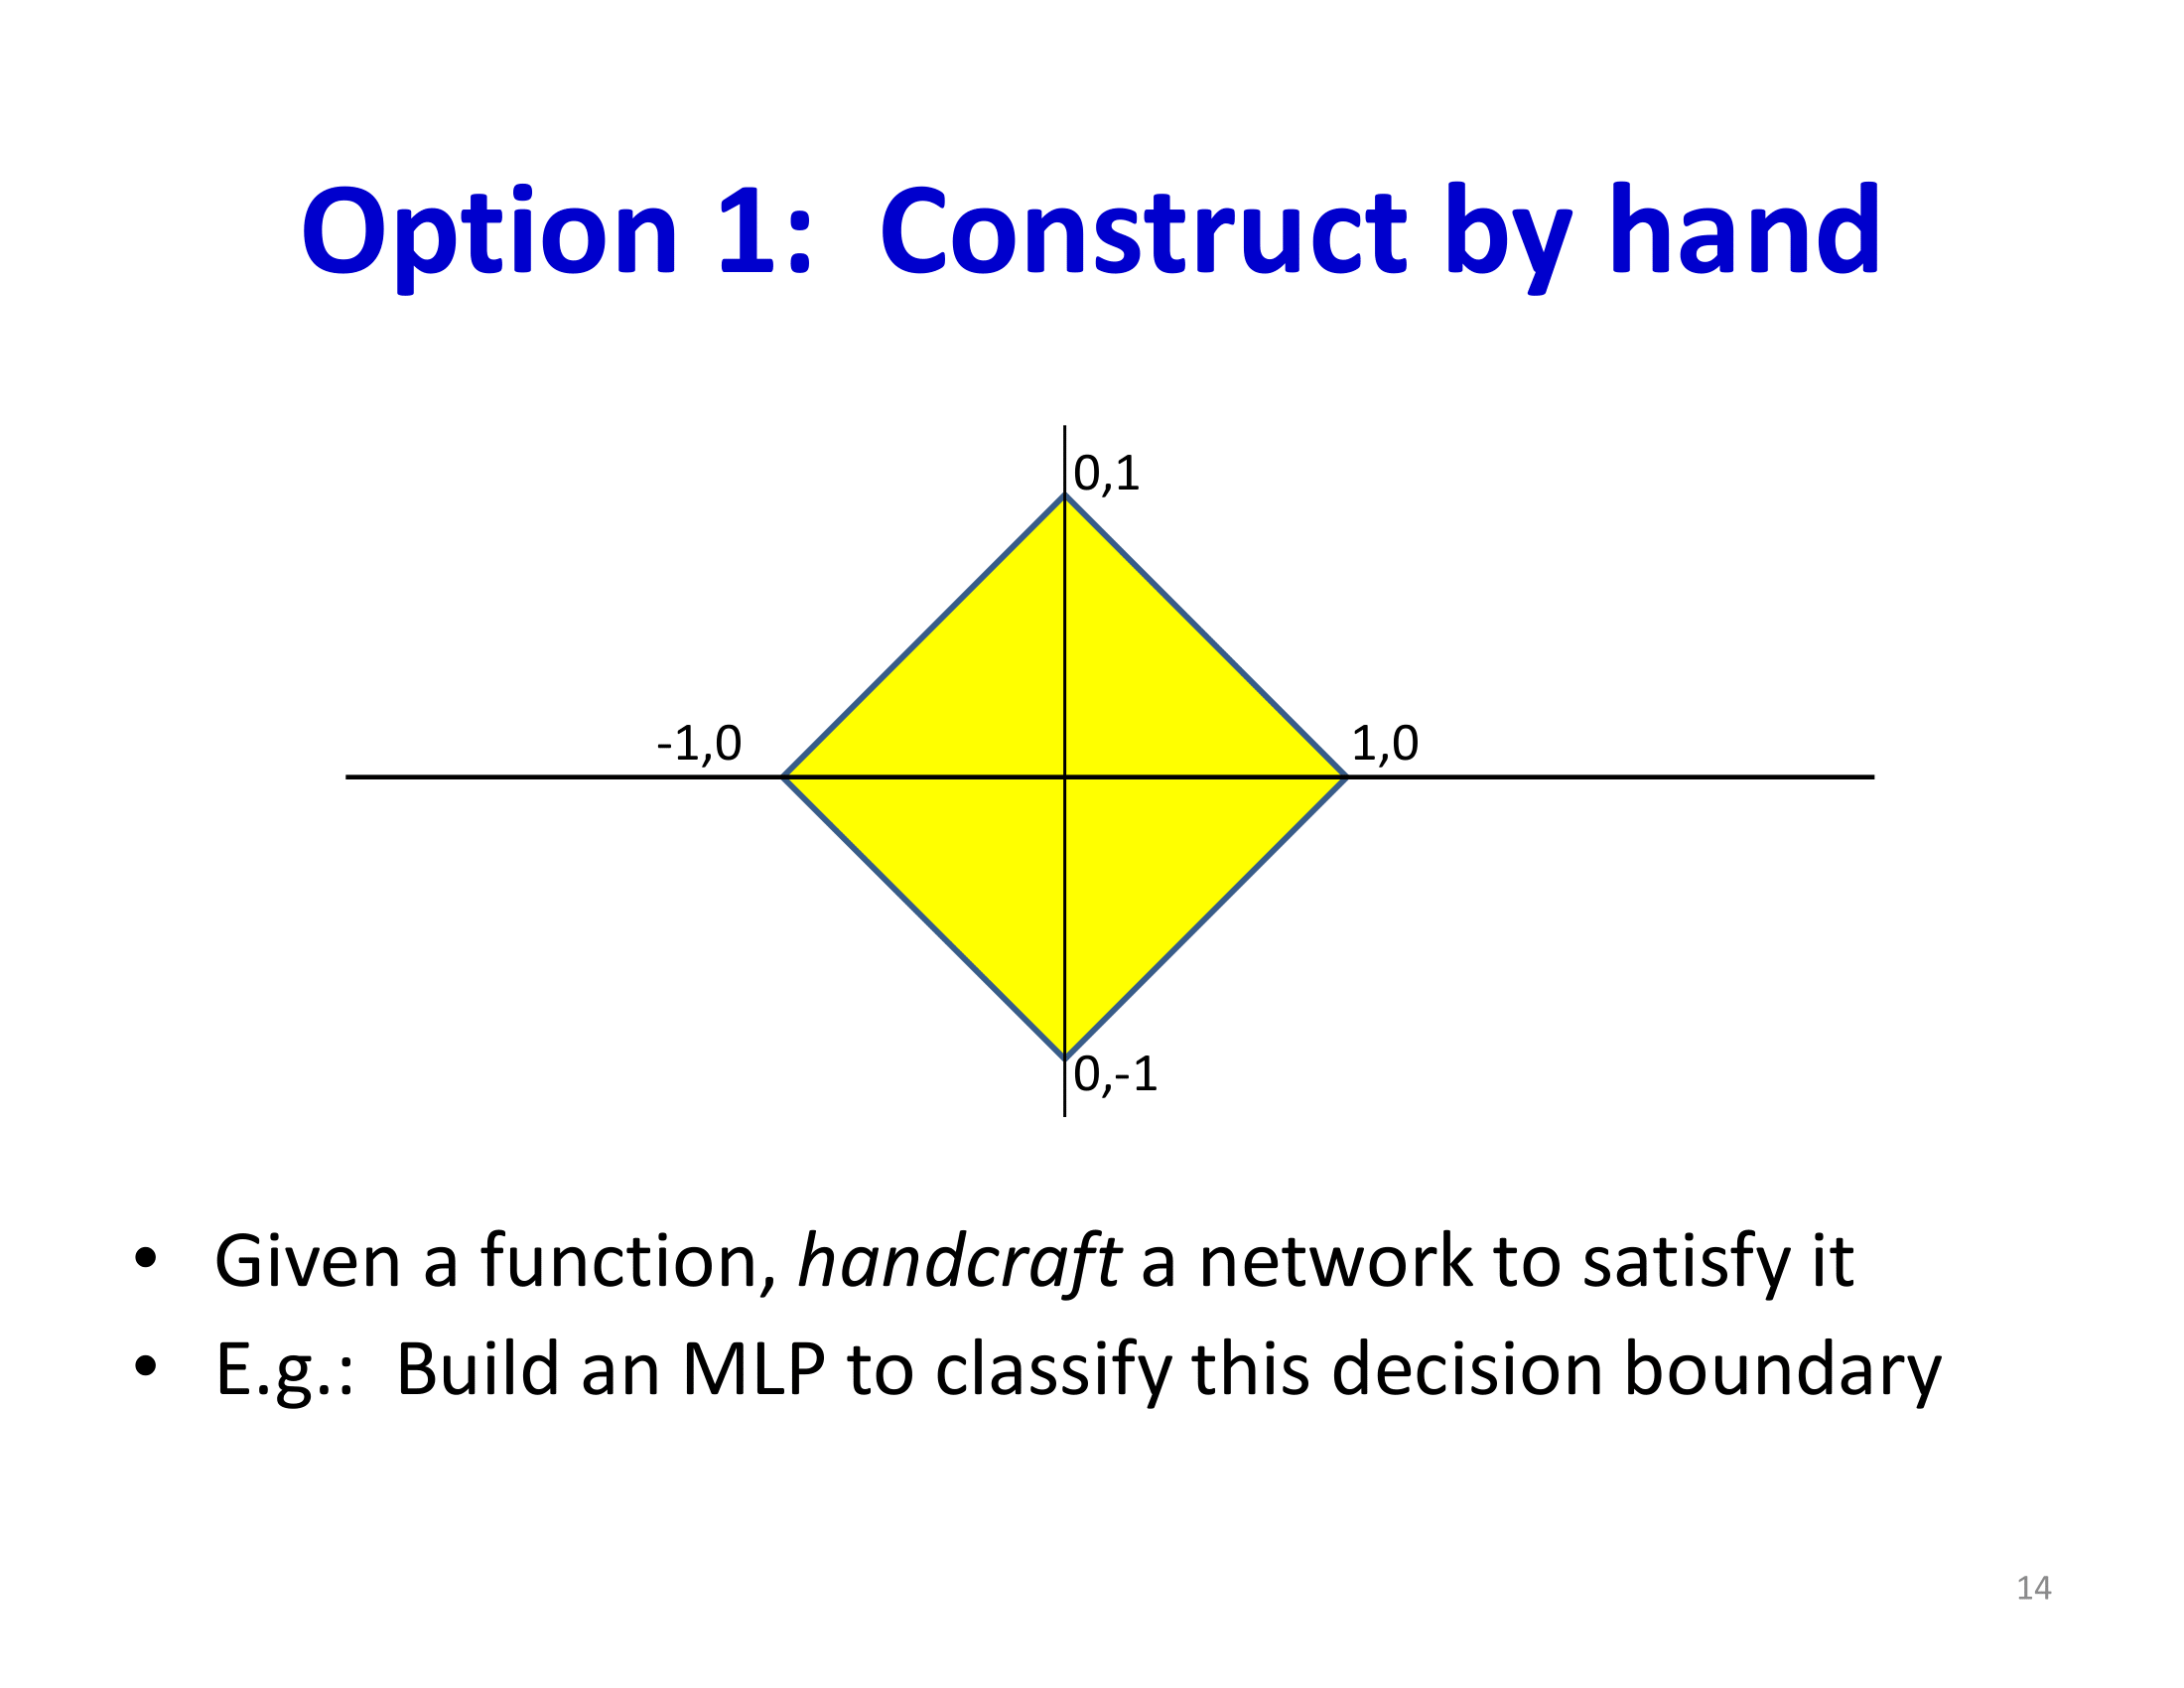 Option 1: Construct by hand
0,1
-1,0
1,0
0,-1
• Given a function, handcraft a network to satisfy it
• E.g.: Build an MLP to classify this decision boundary
14